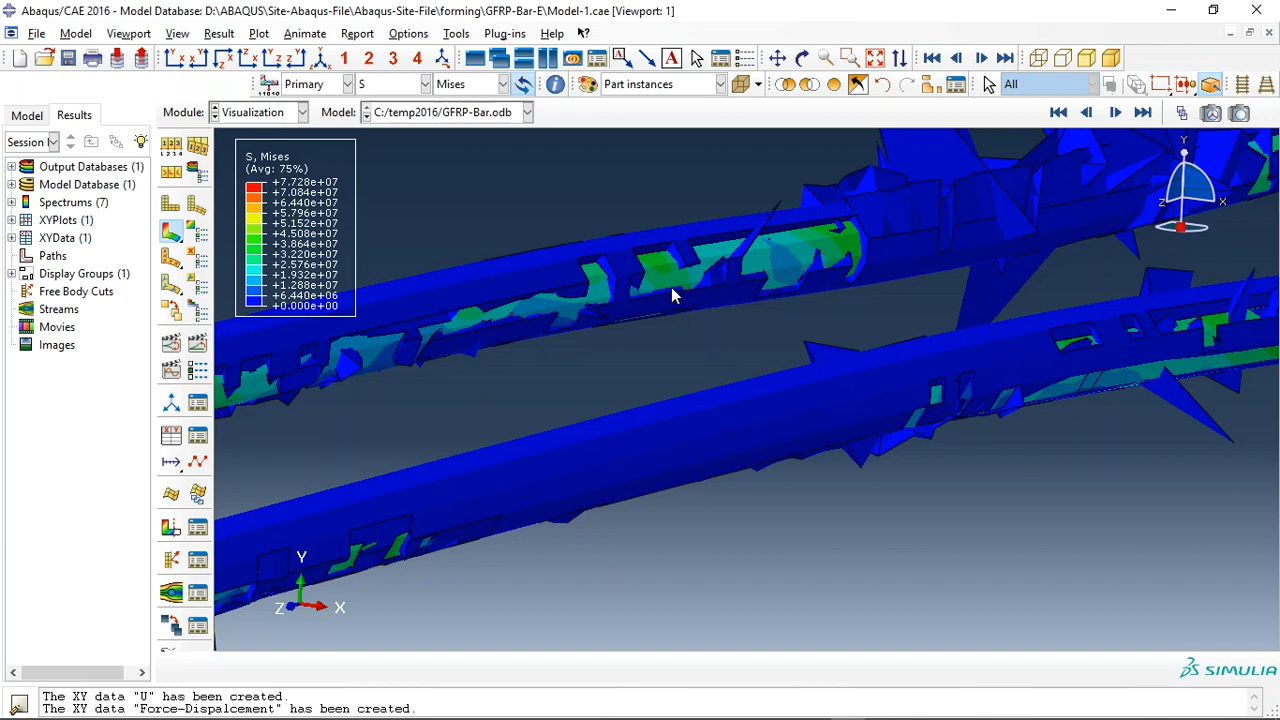 Abaqus/CAE 2016 - Model Database: D:\ABAQUS\Site-Abaqus-File\Abaqus-Site-File\forming\GFRP-Bar-E\Model-1.cae [Viewport: 1]
File Model Viewport View Result Plot Animate Report Options Tools Plug-ins Help
1 2 3 4 A
Primary S Mises Part instances All
Model Results Module: Visualization Model: C:/temp2016/GFRP-Bar.odb
Session
Output Databases (1)
Model Database (1)
Spectrums (7)
XYPlots (1)
XYData (1)
Paths
Display Groups (1)
Free Body Cuts
Streams
Movies
Images
S, Mises
(Avg: 75%)
+7.728e+07
+7.084e+07
+6.440e+07
+5.796e+07
+5.152e+07
+4.508e+07
+3.864e+07
+3.220e+07
+2.576e+07
+1.932e+07
+1.288e+07
+6.440e+06
+0.000e+00
Y
Z X
Y
Z X
SIMULIA
The XY data "U" has been created.
The XY data "Force-Dispalcement" has been created.